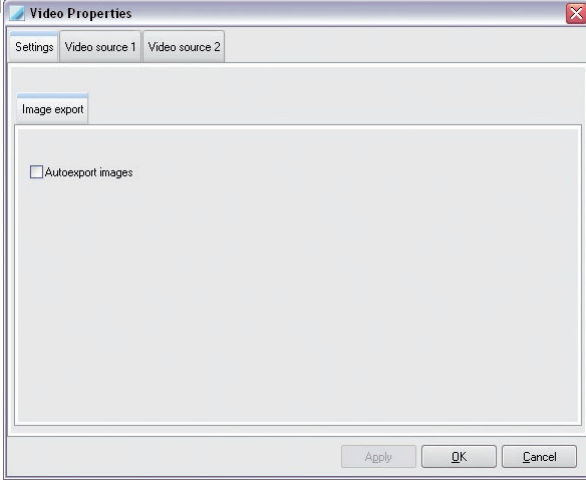 Video Properties
Settings Video source 1 Video source 2
Image export
Autoexport images
Apply OK Cancel